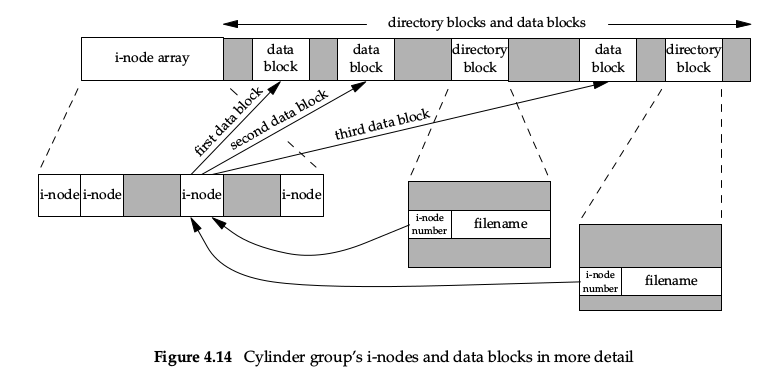 directory blocks and data blocks
i-node array
data
block
data
block
directory
block
data
block
directory
block
first data block
second data block
third data block
i-node
i-node
i-node
i-node
i-node
number
filename
i-node
number
filename
Figure 4.14 Cylinder group’s i-nodes and data blocks in more detail